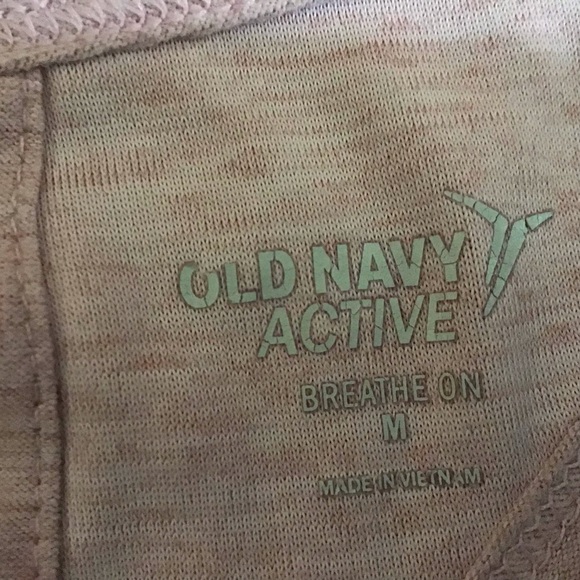 OLD NAVY
ACTIVE
BREATHE ON
M
MADE IN VIETNAM